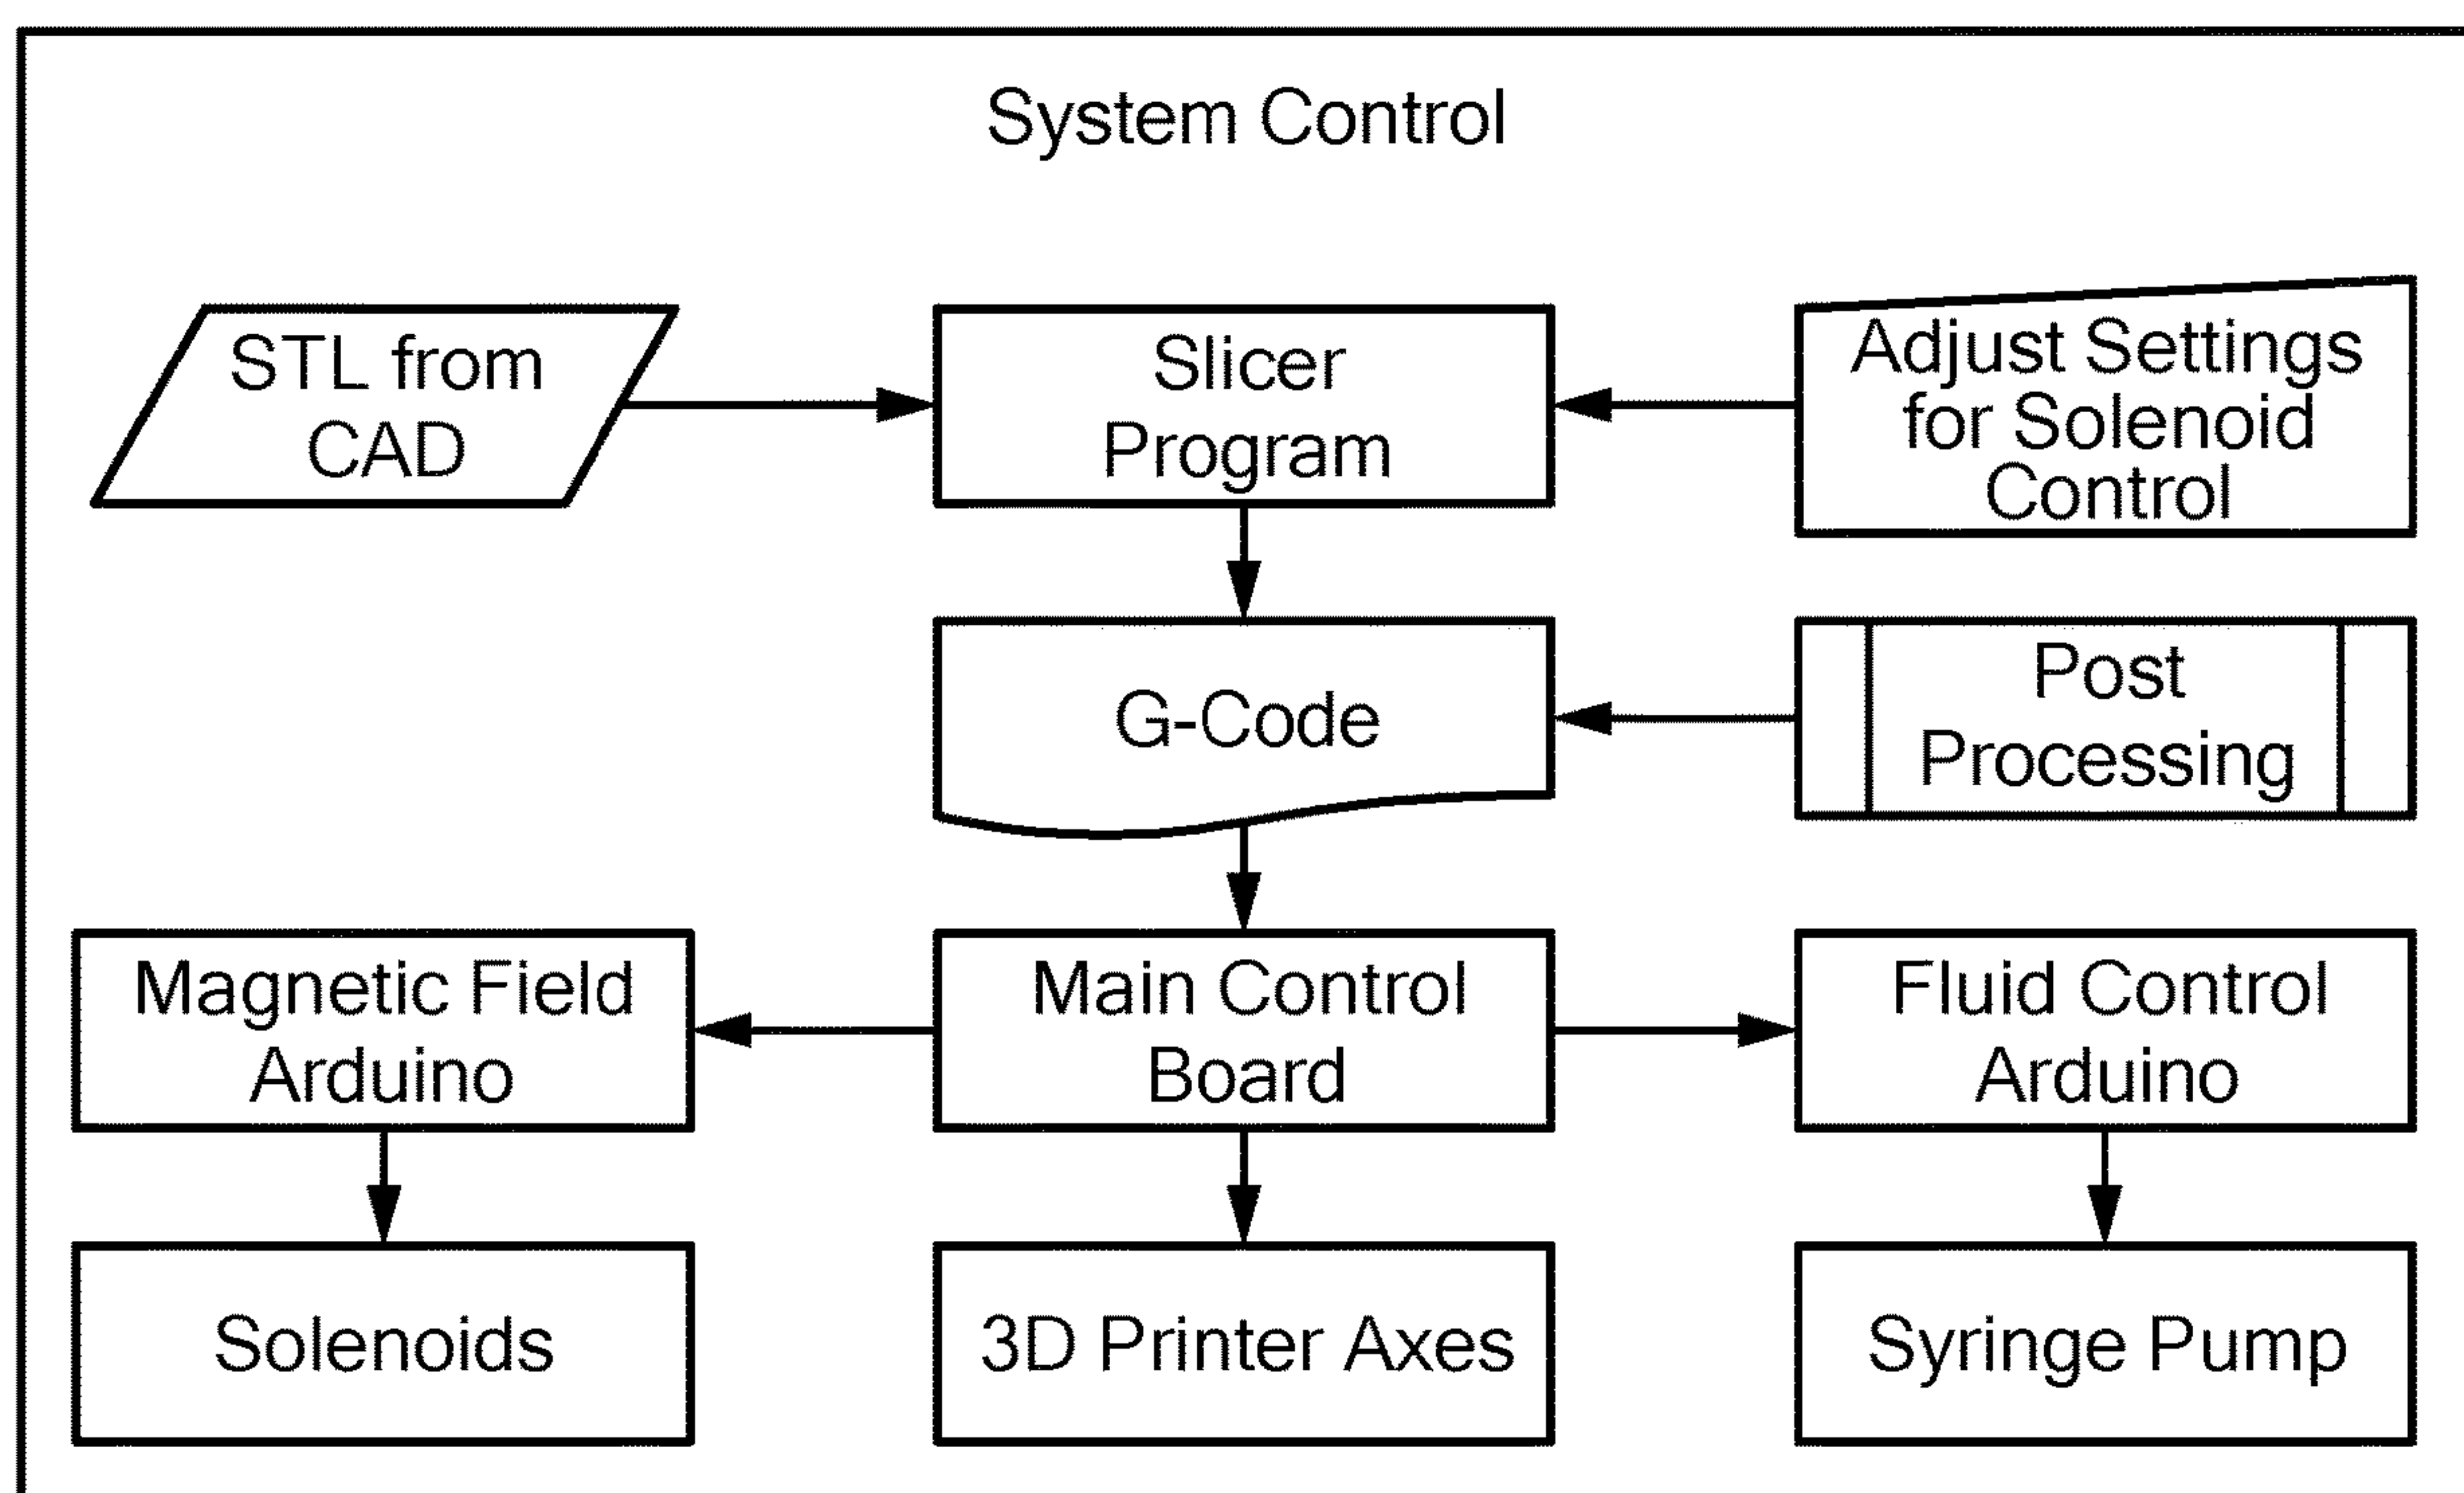 System Control
STL from
CAD
Slicer
Program
Adjust Settings
for Solenoid
Control
G-Code
Post
Processing
Magnetic Field
Arduino
Main Control
Board
Fluid Control
Arduino
Solenoids
3D Printer Axes
Syringe Pump